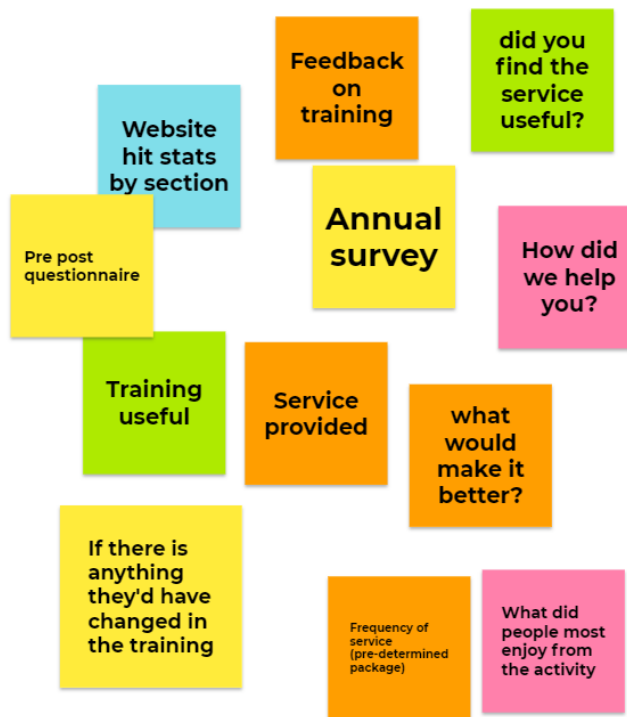 Feedback
on
training
did you
find the
service
useful?
Website
hit stats
by section
Annual
survey
Pre post
questionnaire
How did
we help
you?
Training
useful
Service
provided
what
would
make it
better?
If there is
anything
they'd have
changed in
the training
Frequency of
service
(pre-determined
package)
What did
people most
enjoy from
the activity